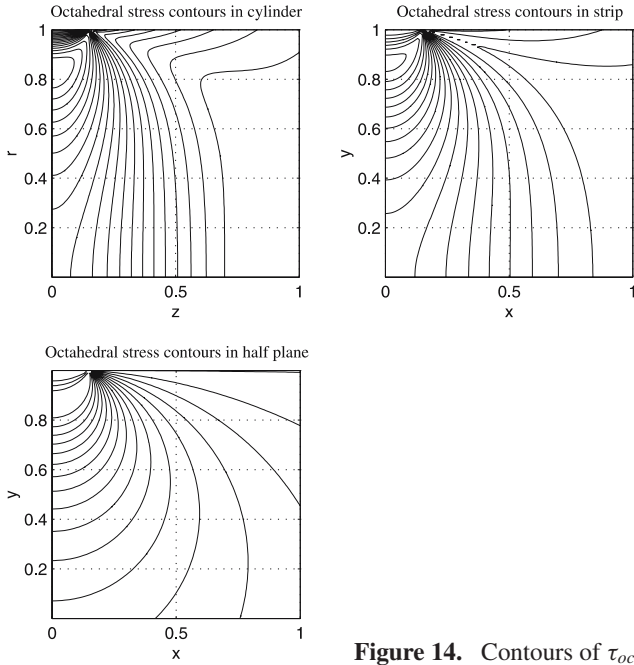 Octahedral stress contours in cylinder
1
0.8
0.6
0.4
0.2
r
0
0.5
1
z
Octahedral stress contours in strip
1
0.8
0.6
0.4
0.2
y
0
0.5
1
x
Octahedral stress contours in half plane
0.8
0.6
0.4
0.2
y
0
0.5
1
x
Figure 14. Contours of τoc